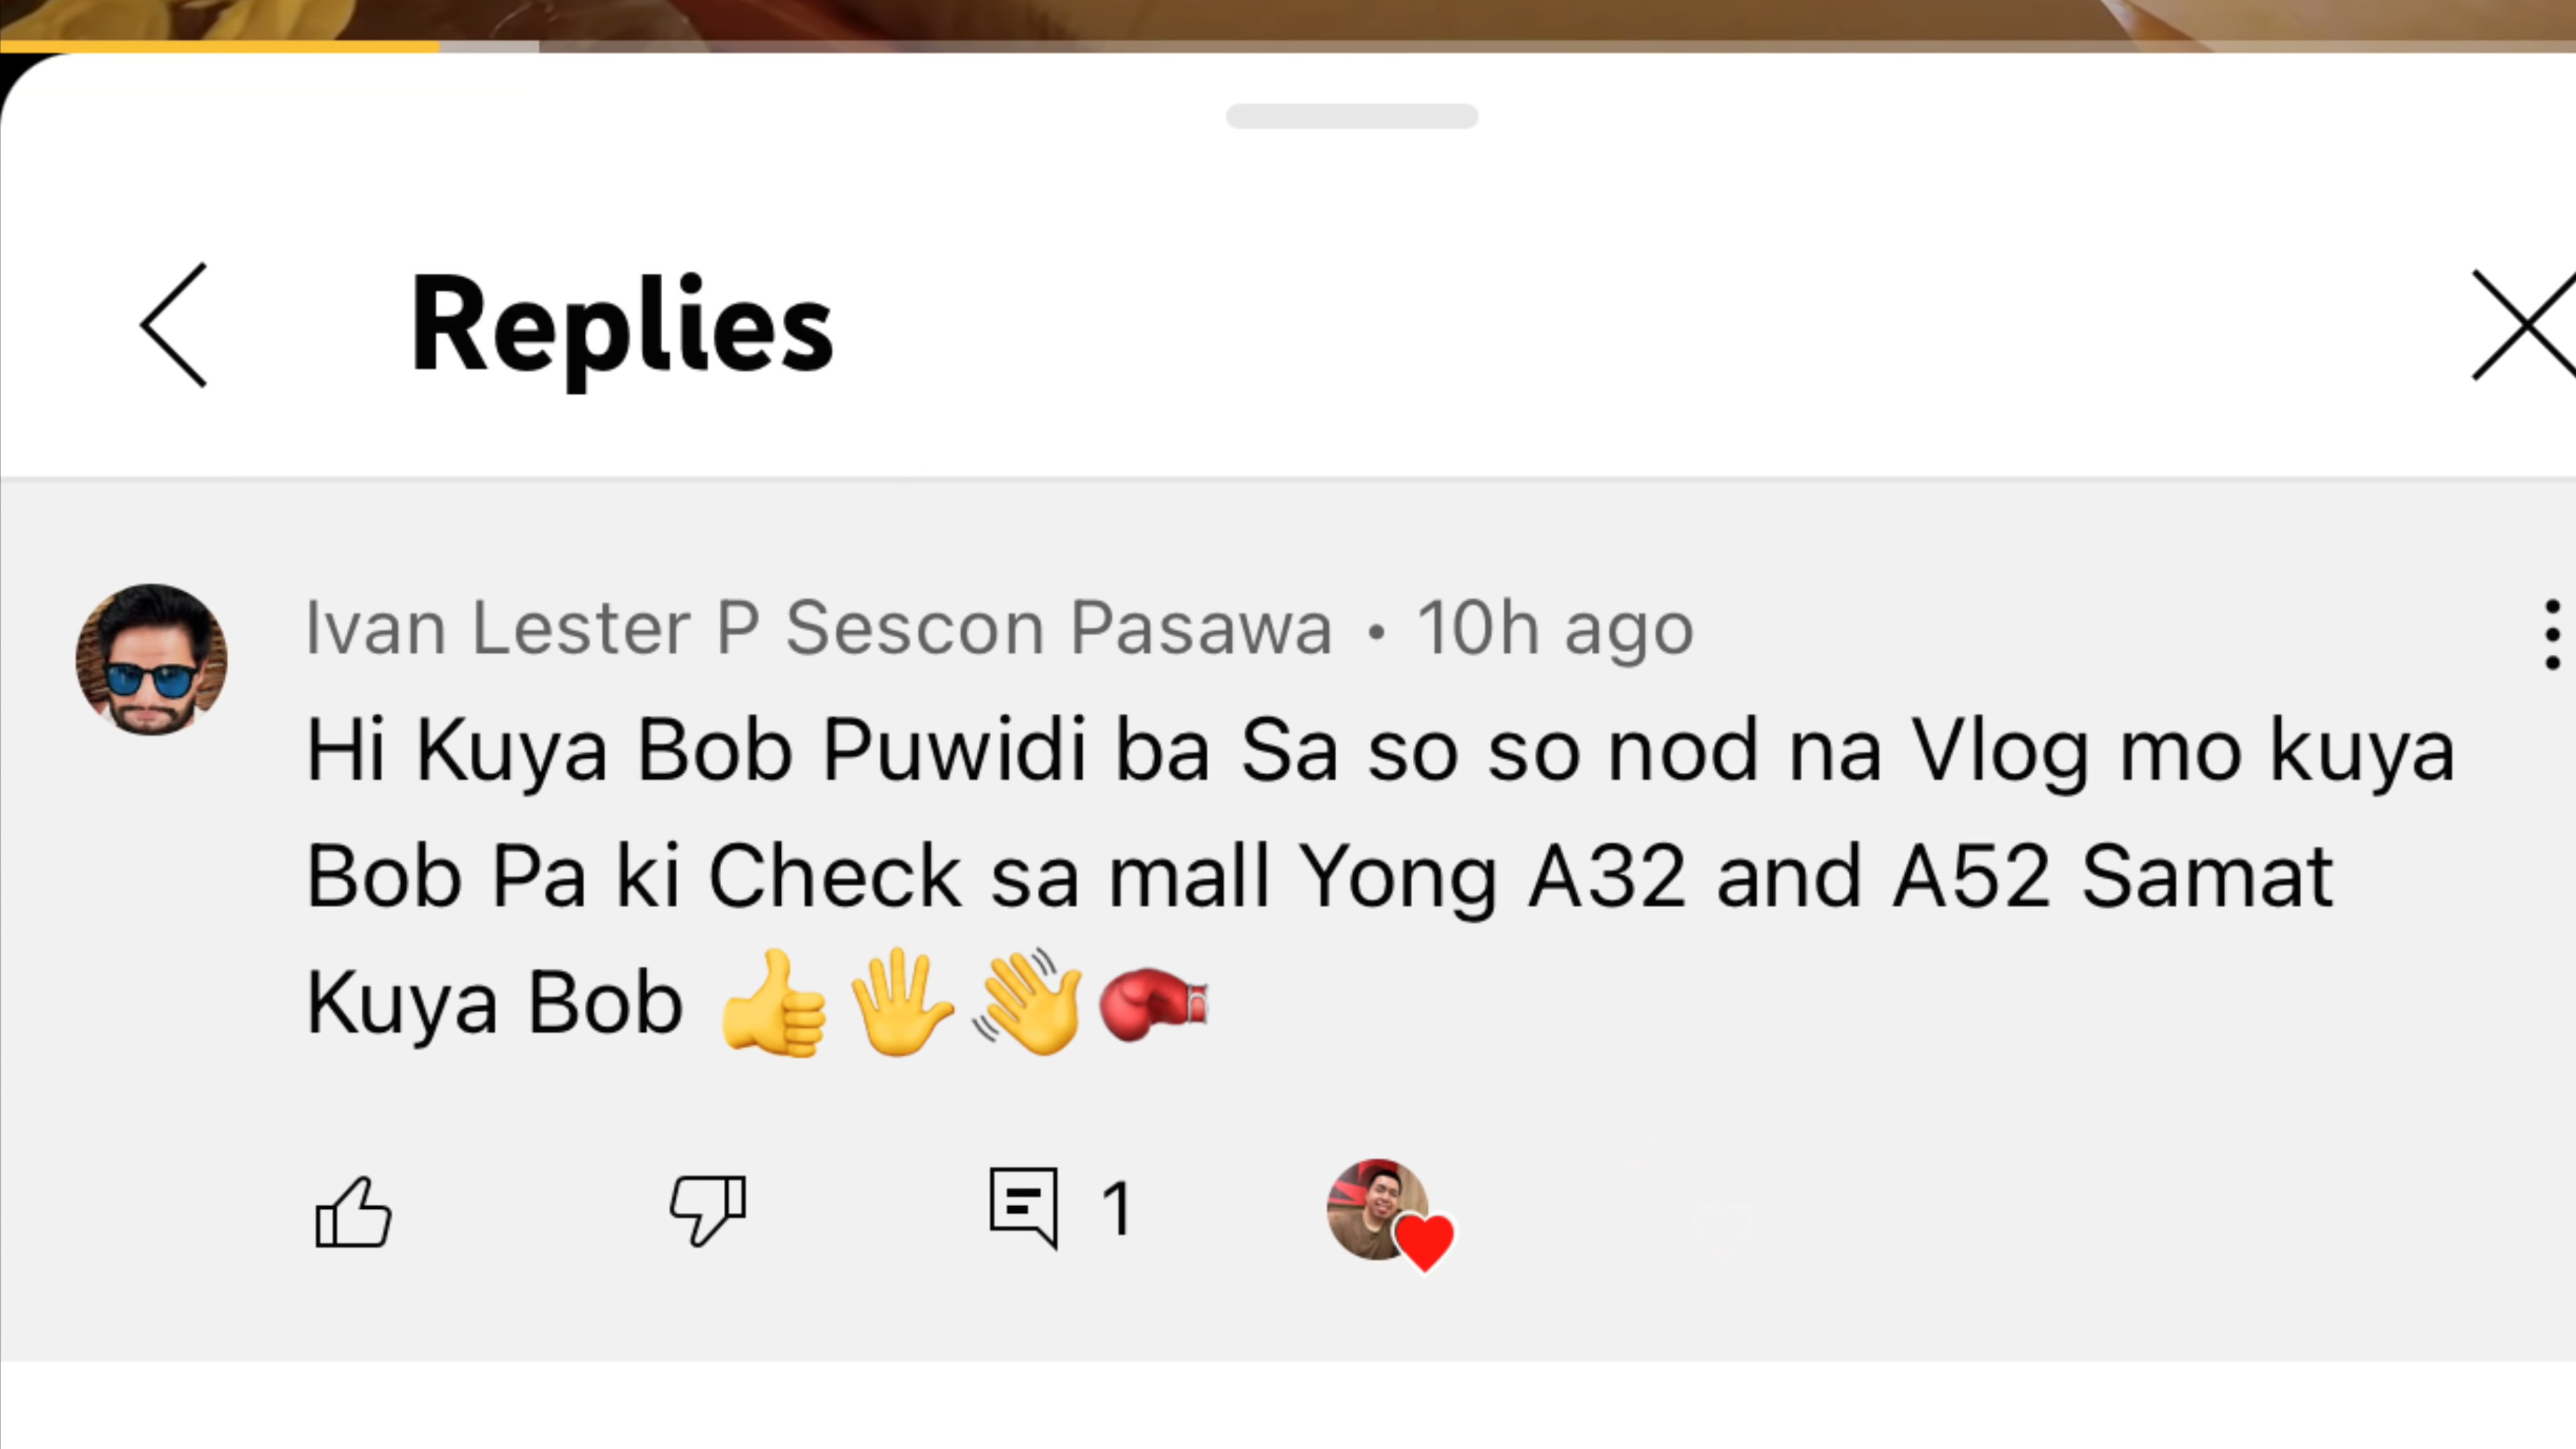 Replies
Ivan Lester P Sescon Pasawa • 10h ago
Hi Kuya Bob Puwidi ba Sa so so nod na Vlog mo kuya
Bob Pa ki Check sa mall Yong A32 and A52 Samat
Kuya Bob 👍🖐👋🥊
1